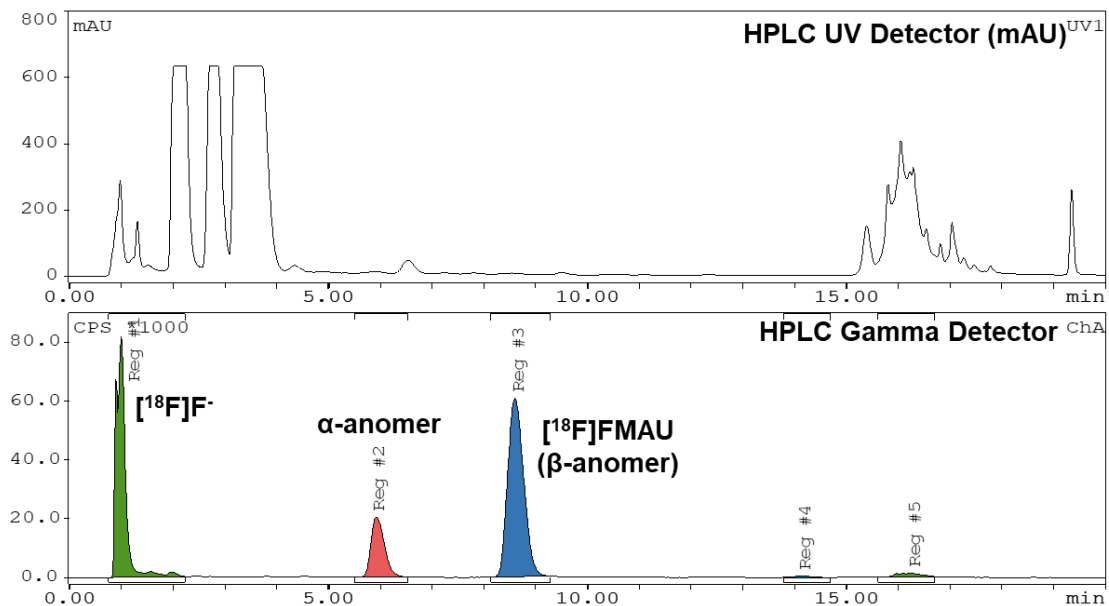 800
mAU
HPLC UV Detector (mAU)
UV1
600
400
200
0
0.00 5.00 10.00 15.00 min
CPS *1000
HPLC Gamma Detector
ChA
80.0
60.0
40.0
20.0
0.0
Reg #1
[¹⁸F]F⁻
α-anomer
Reg #2
Reg #3
[¹⁸F]FMAU
(β-anomer)
Reg #4
Reg #5
0.00 5.00 10.00 15.00 min